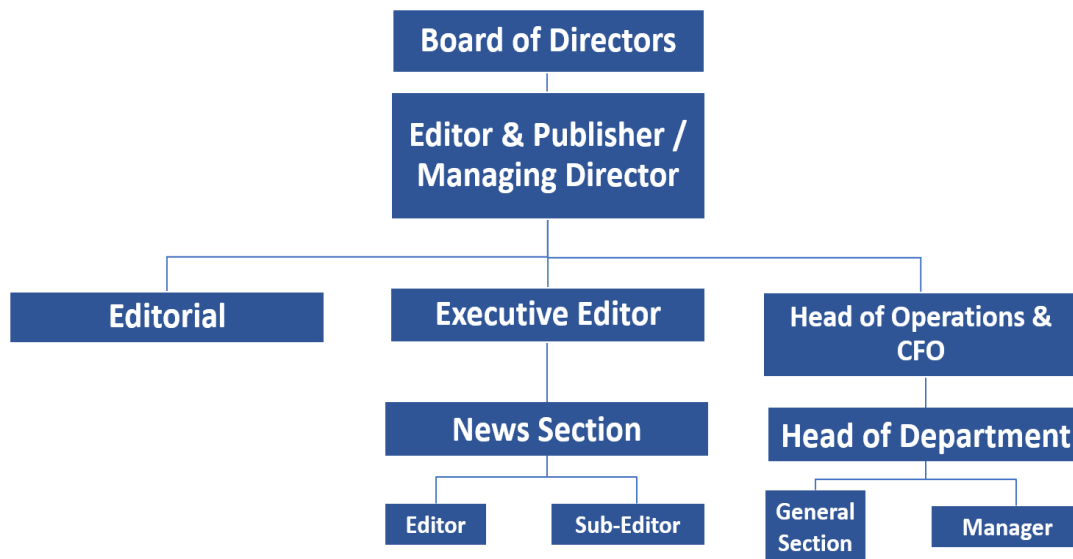 Board of Directors
Editor & Publisher /
Managing Director
Editorial
Executive Editor
Head of Operations &
CFO
News Section
Head of Department
Editor
Sub-Editor
General
Section
Manager